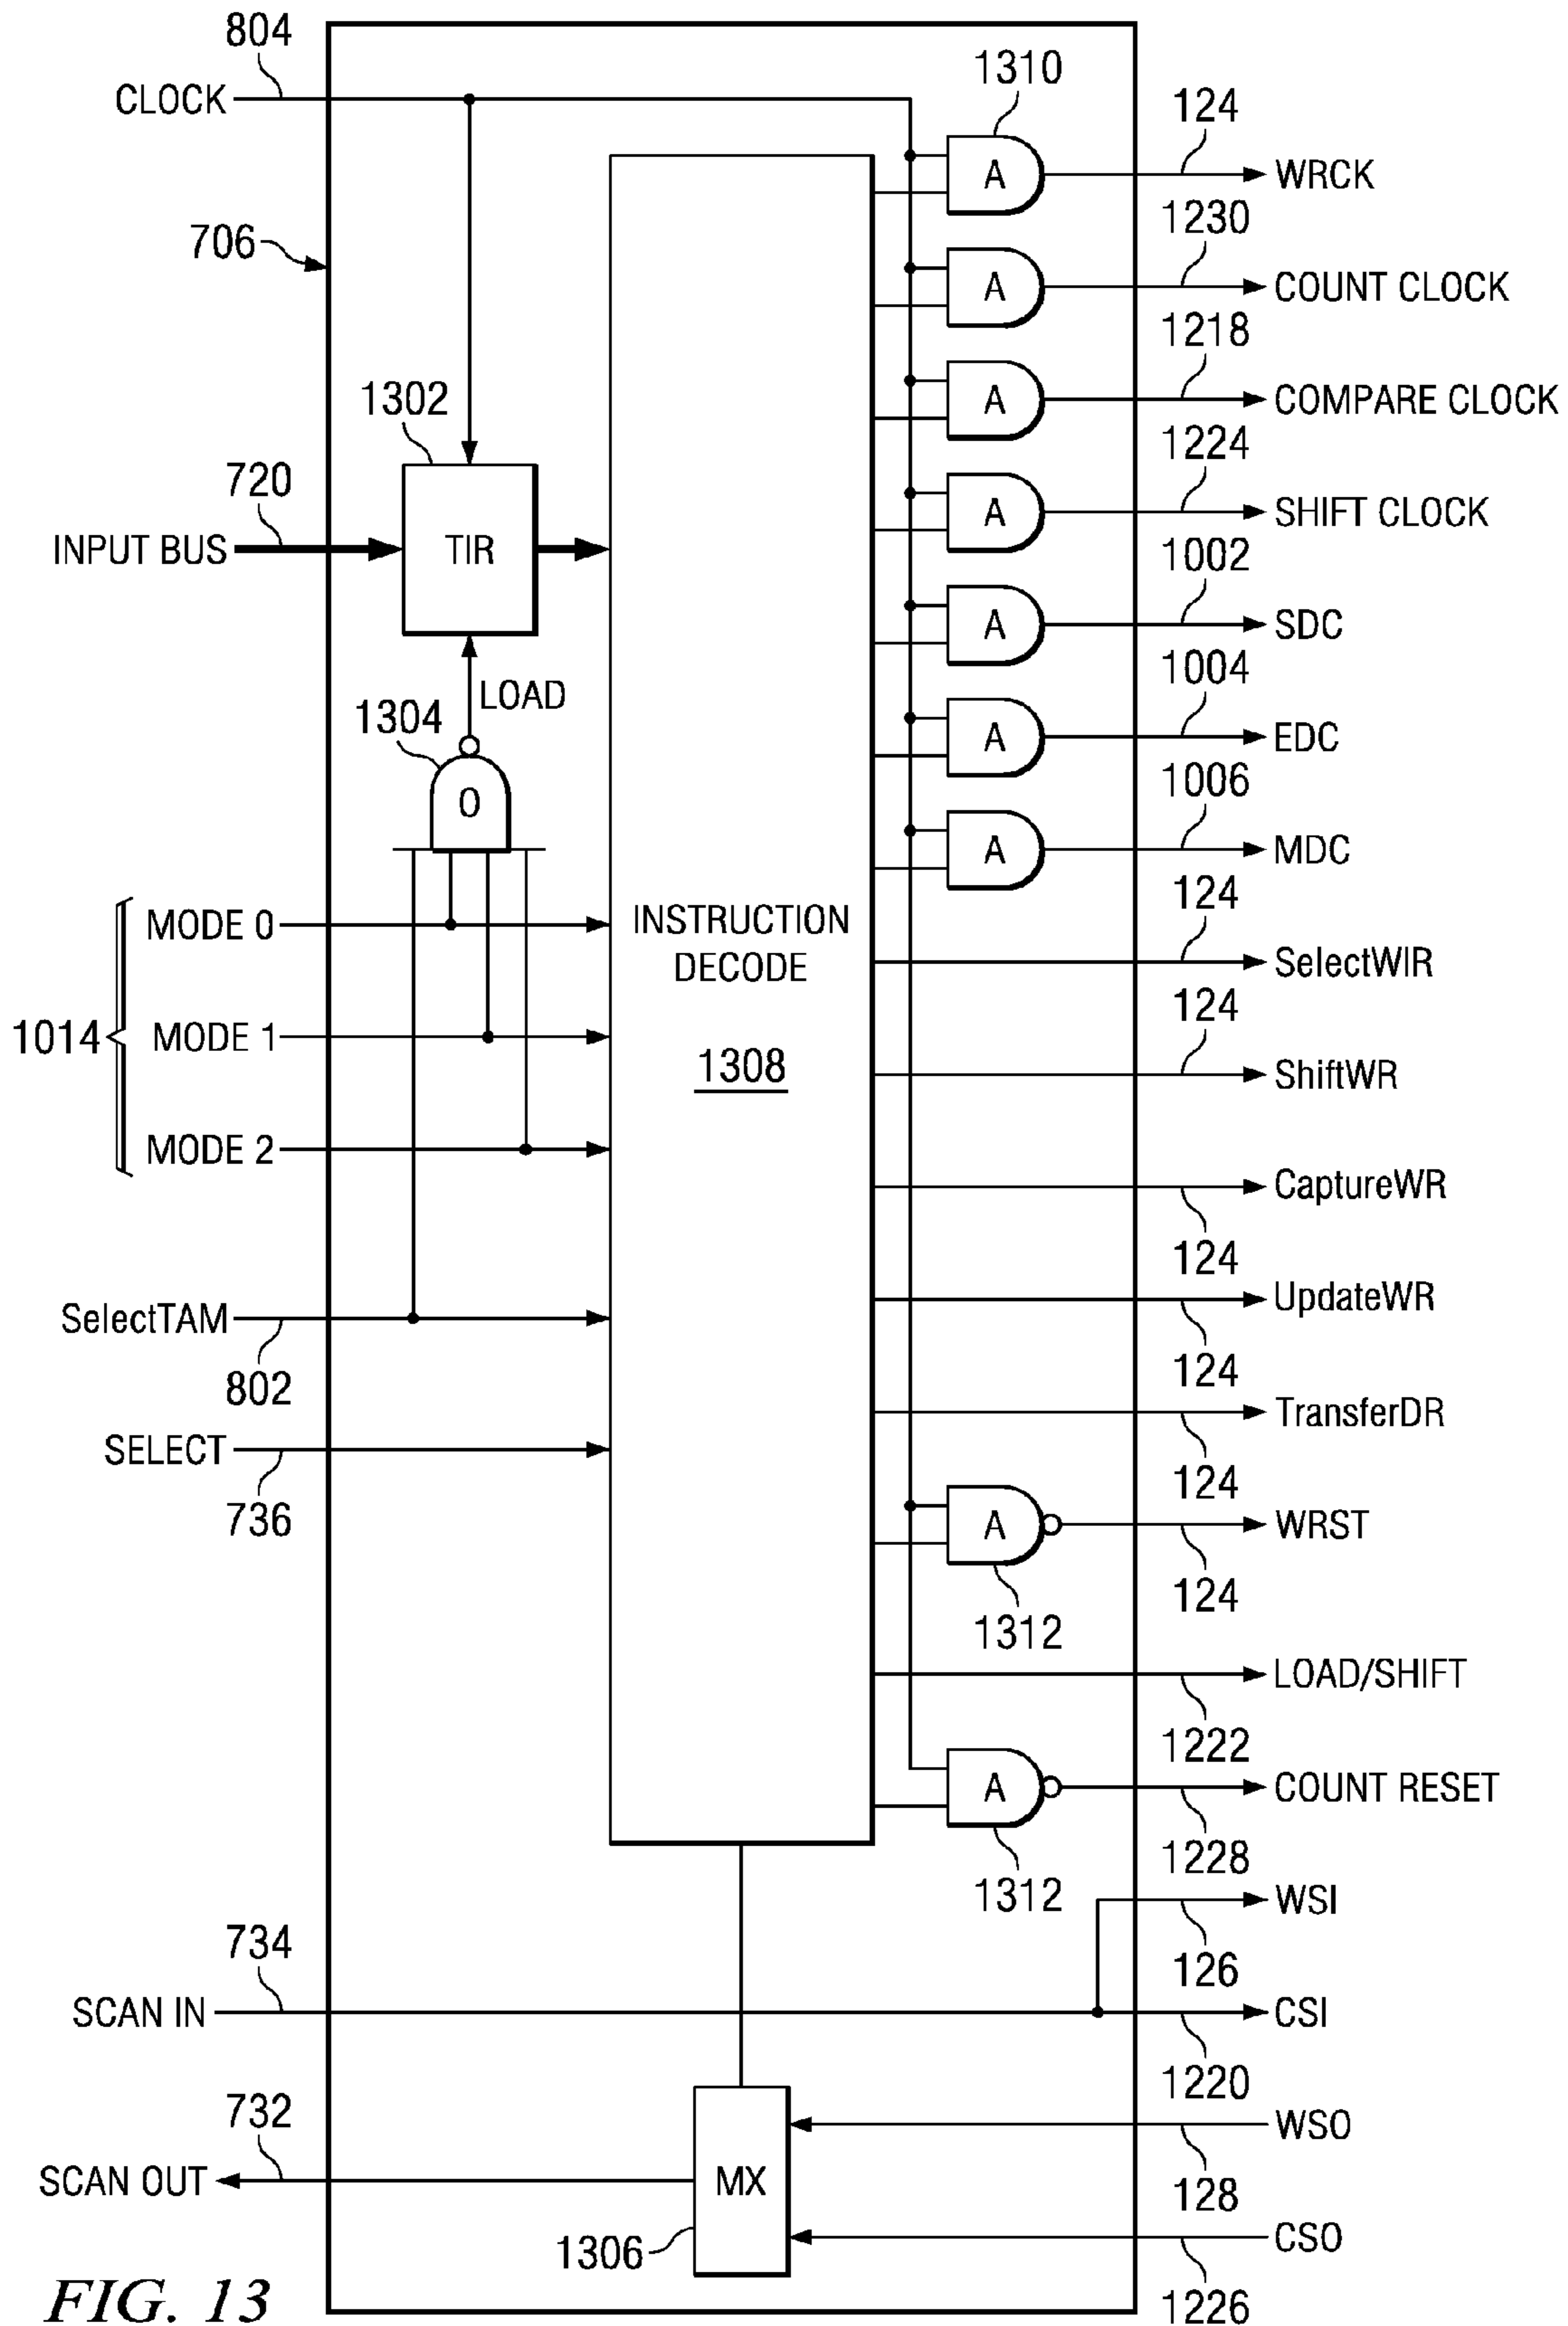 804
CLOCK
1310
A
124
WRCK
706
1230
A
COUNT CLOCK
1218
A
COMPARE CLOCK
1302
1224
A
SHIFT CLOCK
720
INPUT BUS
TIR
1002
A
SDC
LOAD
1304
1004
A
EDC
O
1006
A
MDC
1014
MODE 0
MODE 1
MODE 2
INSTRUCTION
DECODE
1308
124
SelectWIR
124
ShiftWR
CaptureWR
124
SelectTAM
802
UpdateWR
124
SELECT
736
TransferDR
124
A
WRST
1312
124
LOAD/SHIFT
1222
A
COUNT RESET
1312
1228
WSI
126
734
SCAN IN
CSI
1220
732
SCAN OUT
MX
1306
WSO
128
CSO
1226
FIG. 13